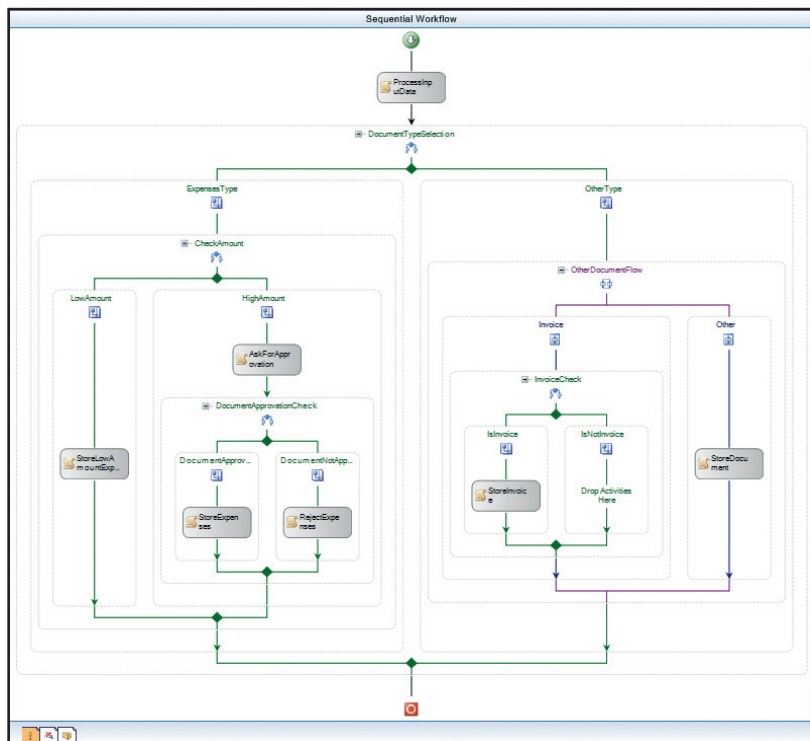 Sequential Workflow
ProcessInp
utData
DocumentTypeSelection
ExpensesType
OtherType
CheckAmount
OtherDocumentFlow
LowAmount
HighAmount
Invoice
Other
AskForAppr
ovation
InvoiceCheck
DocumentApprovationCheck
IsInvoice
IsNotInvoice
DocumentApprov...
DocumentNotApp...
StoreLowA
mountExp...
StoreInvoic
e
Drop Activities
Here
StoreDocu
ment
StoreExpen
ses
RejectExpe
nses